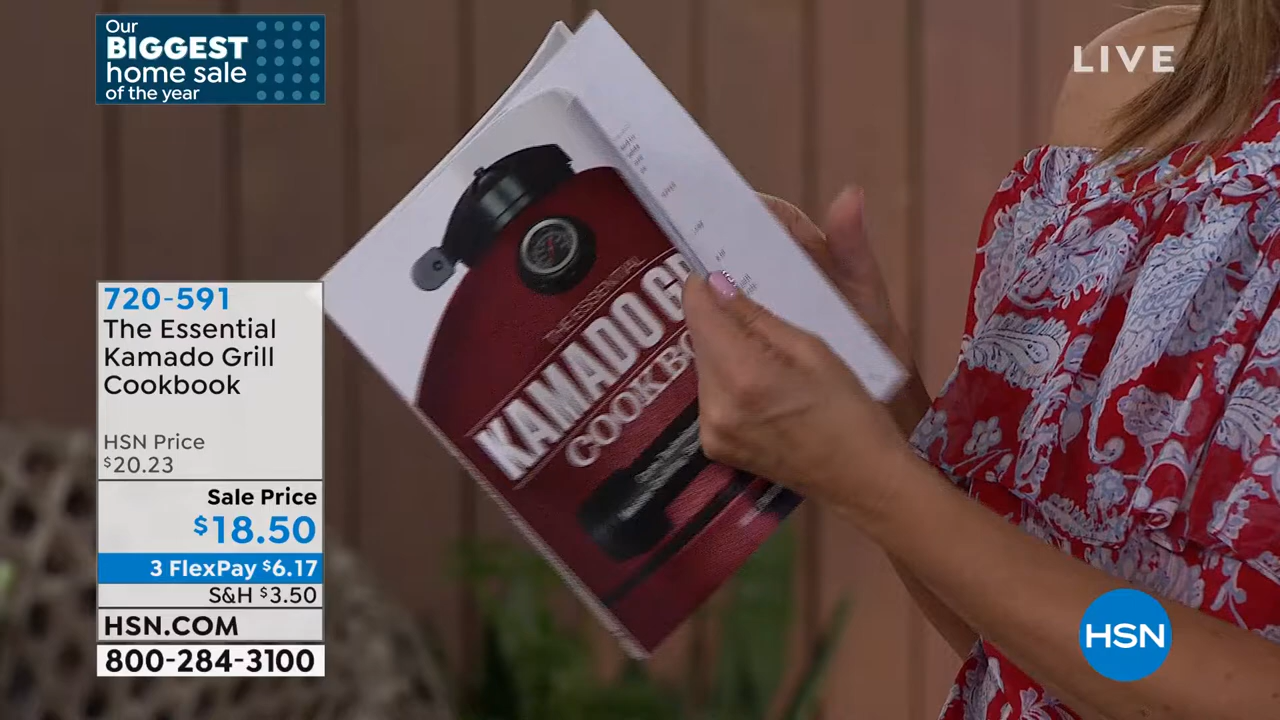 Our
BIGGEST
home sale
of the year
LIVE
720-591
The Essential
Kamado Grill
Cookbook
HSN Price
$20.23
Sale Price
$18.50
3 FlexPay $6.17
S&H $3.50
HSN.COM
800-284-3100
THE ESSENTIAL
KAMADO
HSN